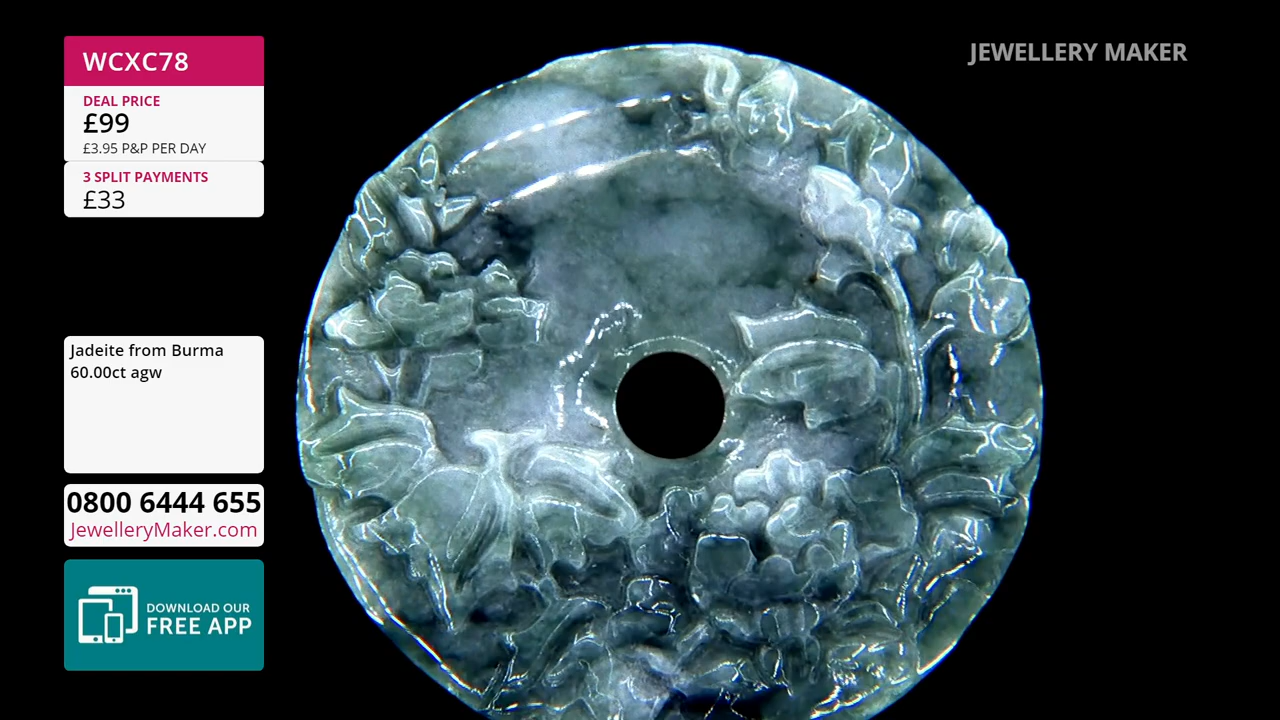 WCXC78
DEAL PRICE
£99
£3.95 P&P PER DAY
3 SPLIT PAYMENTS
£33
JEWELLERY MAKER
Jadeite from Burma
60.00ct agw
0800 6444 655
JewelleryMaker.com
DOWNLOAD OUR
FREE APP